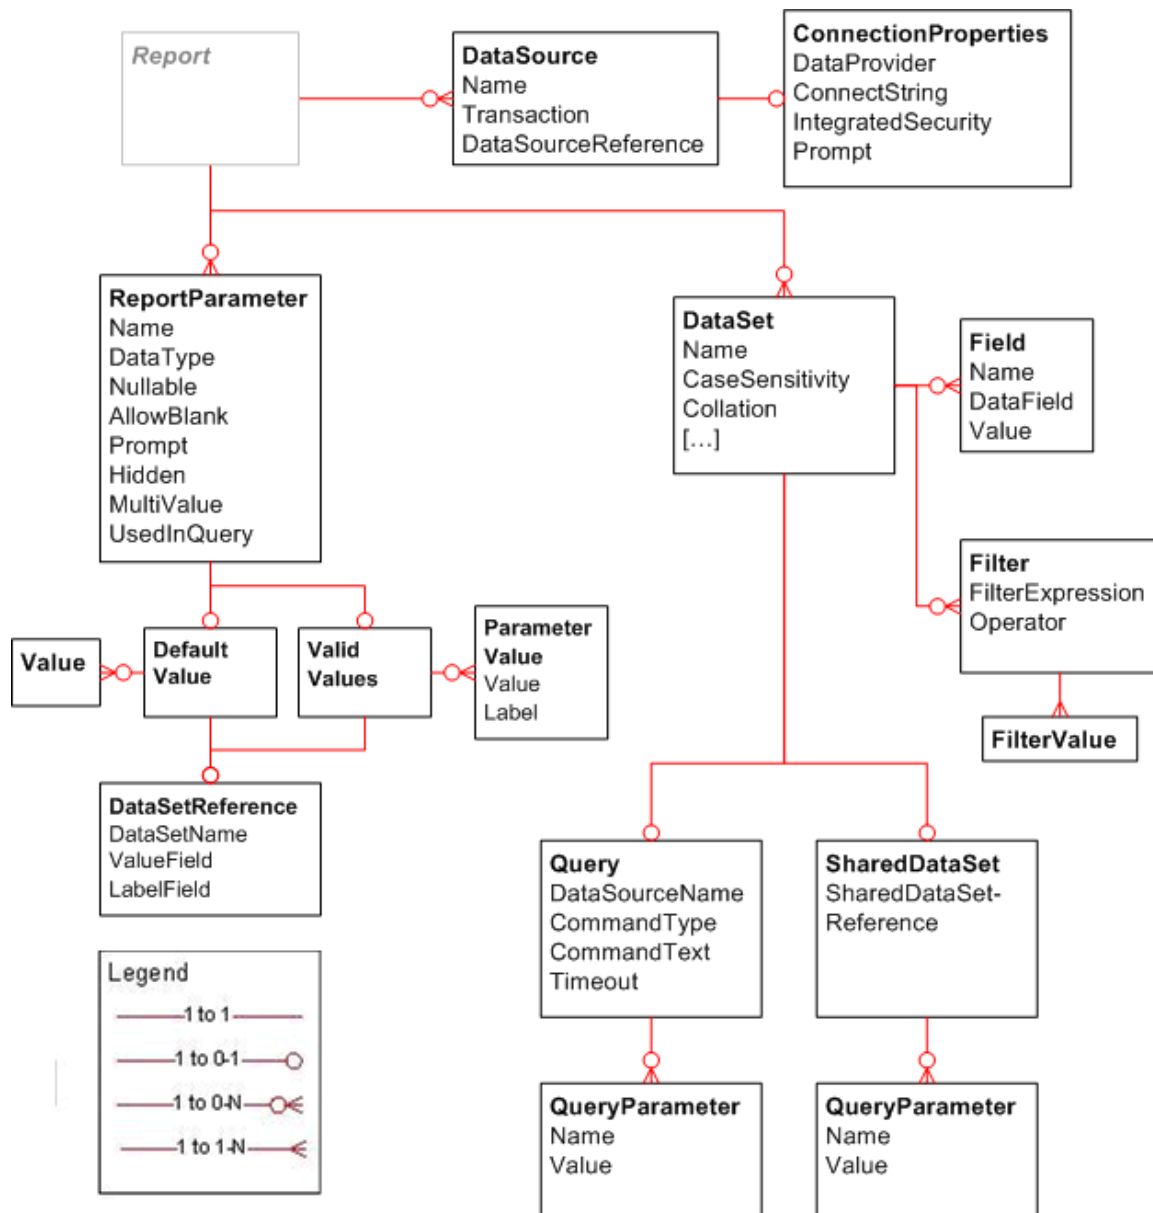 Report
DataSource
Name
Transaction
DataSourceReference
ConnectionProperties
DataProvider
ConnectString
IntegratedSecurity
Prompt
ReportParameter
Name
DataType
Nullable
AllowBlank
Prompt
Hidden
MultiValue
UsedInQuery
DataSet
Name
CaseSensitivity
Collation
[...]
Field
Name
DataField
Value
Filter
FilterExpression
Operator
FilterValue
Value
Default
Value
Valid
Values
Parameter
Value
Value
Label
DataSetReference
DataSetName
ValueField
LabelField
Query
DataSourceName
CommandType
CommandText
Timeout
SharedDataSet
SharedDataSet-
Reference
QueryParameter
Name
Value
QueryParameter
Name
Value
Legend
1 to 1
1 to 0-1
1 to 0-N
1 to 1-N